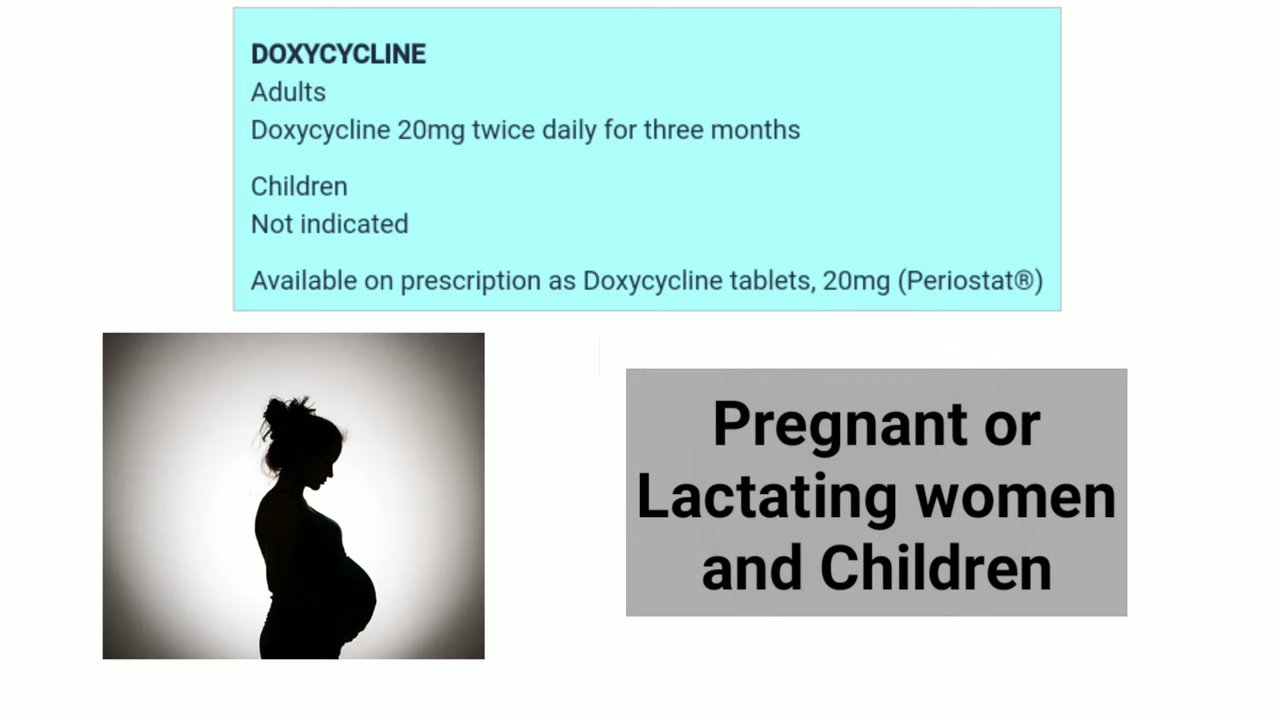 DOXYCYCLINE
Adults
Doxycycline 20mg twice daily for three months
Children
Not indicated
Available on prescription as Doxycycline tablets, 20mg (Periostat®)
Pregnant or
Lactating women
and Children